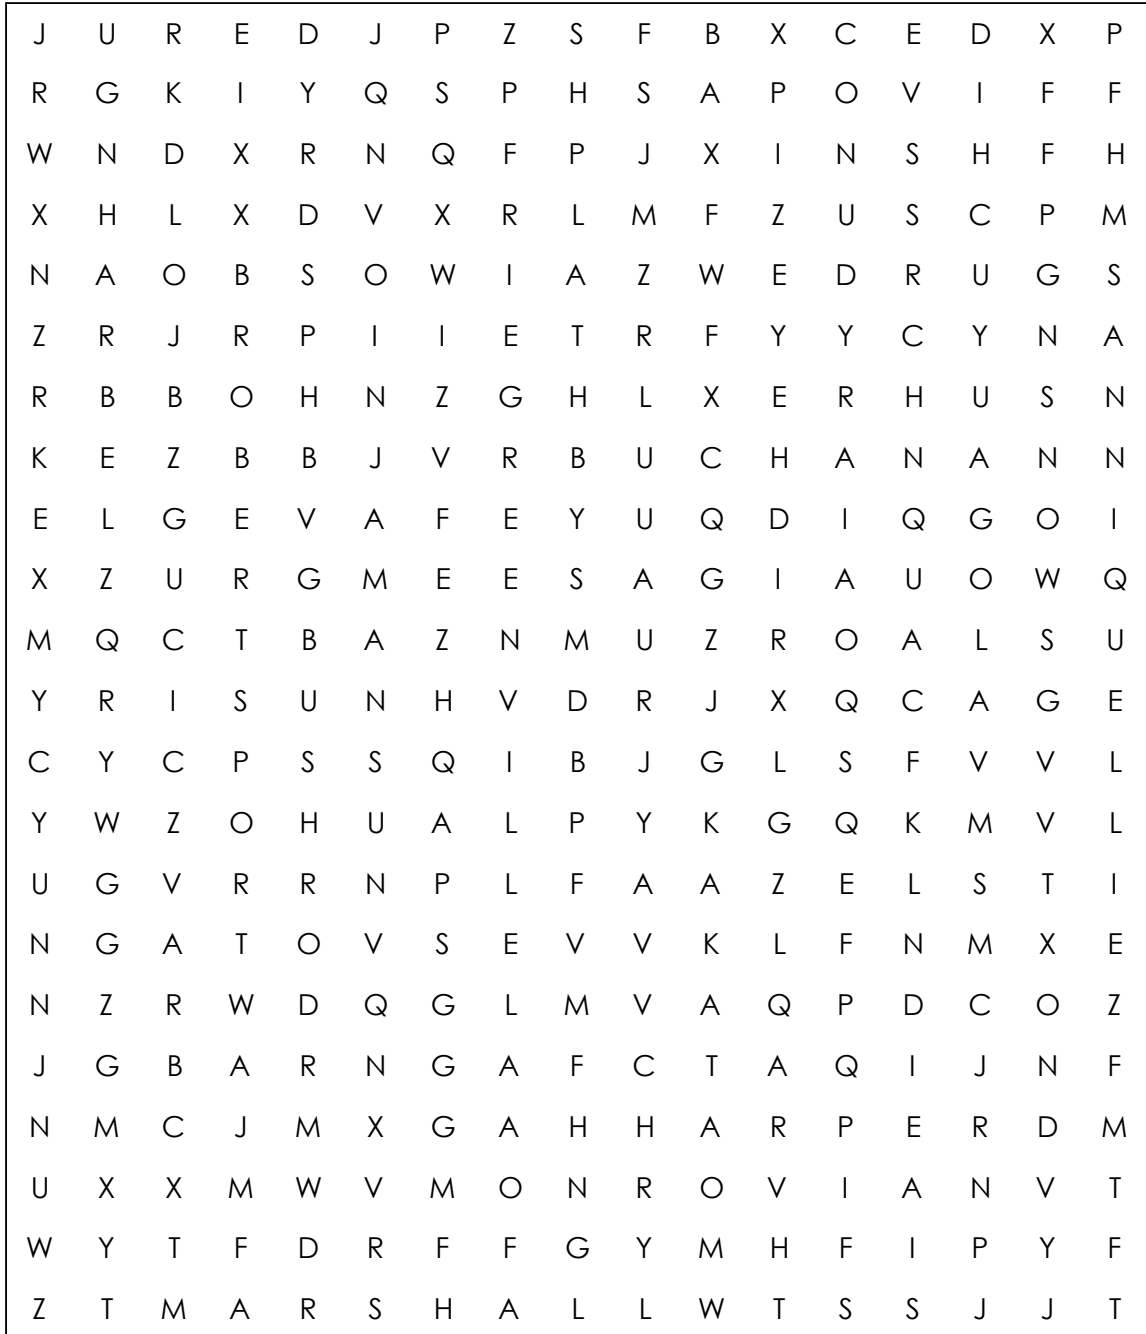 J U R E D J P Z S F B X C E D X P
R G K I Y Q S P H S A P O V I F F
W N D X R N Q F P J X I N S H F H
X H L X D V X R L M F Z U S C P M
N A O B S O W I A Z W E D R U G S
Z R J R P I I E T R F Y Y C Y N A
R B B O H N Z G H L X E R H U S N
K E Z B B J V R B U C H A N A N N
E L G E V A F E Y U Q D I Q G O I
X Z U R G M E E S A G I A U O W Q
M Q C T B A Z N M U Z R O A L S U
Y R I S U N H V D R J X Q C A G E
C Y C P S S Q I B J G L S F V V L
Y W Z O H U A L P Y K G Q K M V L
U G V R R N P L F A A Z E L S T I
N G A T O V S E V V K L F N M X E
N Z R W D Q G L M V A Q P D C O Z
J G B A R N G A F C T A Q I J N F
N M C J M X G A H H A R P E R D M
U X X M W V M O N R O V I A N V T
W Y T F D R F F G Y M H F I P Y F
Z T M A R S H A L L W T S S J J T